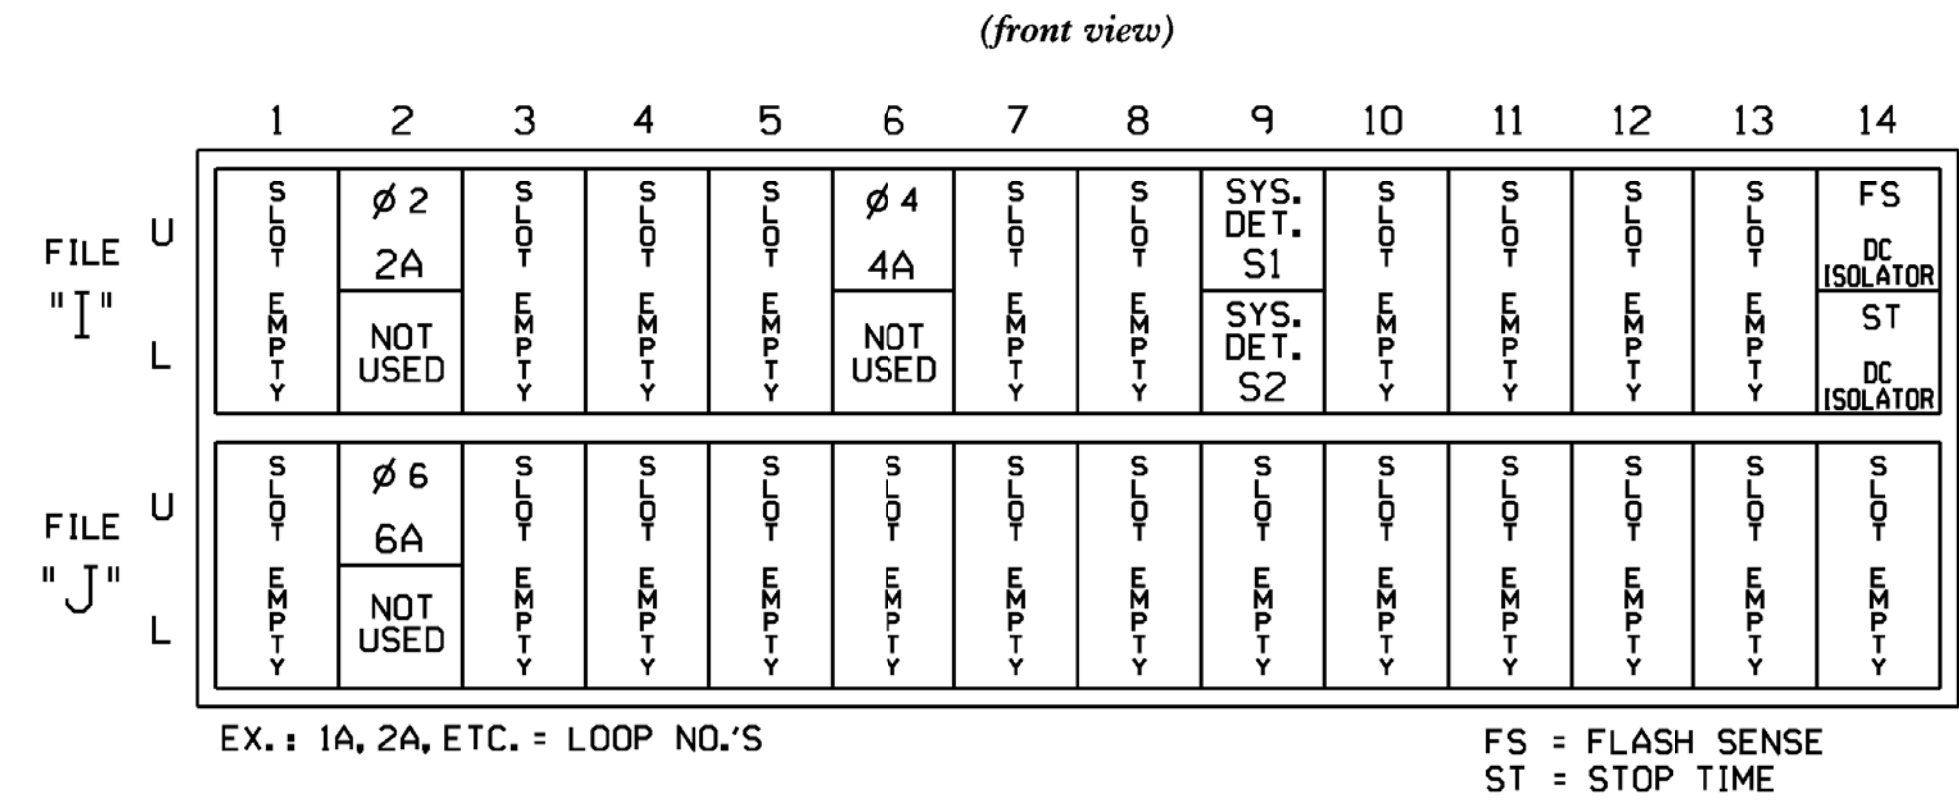 (front view)
1 2 3 4 5 6 7 8 9 10 11 12 13 14
FILE "I"
U
L
SLOT EMPTY
Ø 2
2A
NOT
USED
SLOT EMPTY
SLOT EMPTY
SLOT EMPTY
Ø 4
4A
NOT
USED
SLOT EMPTY
SLOT EMPTY
SYS.
DET.
S1
SYS.
DET.
S2
SLOT EMPTY
SLOT EMPTY
SLOT EMPTY
SLOT EMPTY
FS
DC
ISOLATOR
ST
DC
ISOLATOR
FILE "J"
U
L
SLOT EMPTY
Ø 6
6A
NOT
USED
SLOT EMPTY
SLOT EMPTY
SLOT EMPTY
SLOT EMPTY
SLOT EMPTY
SLOT EMPTY
SLOT EMPTY
SLOT EMPTY
SLOT EMPTY
SLOT EMPTY
SLOT EMPTY
SLOT EMPTY
EX.: 1A, 2A, ETC. = LOOP NO.'S
FS = FLASH SENSE
ST = STOP TIME